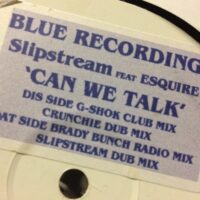 BLUE RECORDING
Slipstream FEAT ESQUIRE
'CAN WE TALK'
DIS SIDE G-SHOK CLUB MIX
CRUNCHIE DUB MIX
DAT SIDE BRADY BUNCH RADIO MIX
SLIPSTREAM DUB MIX